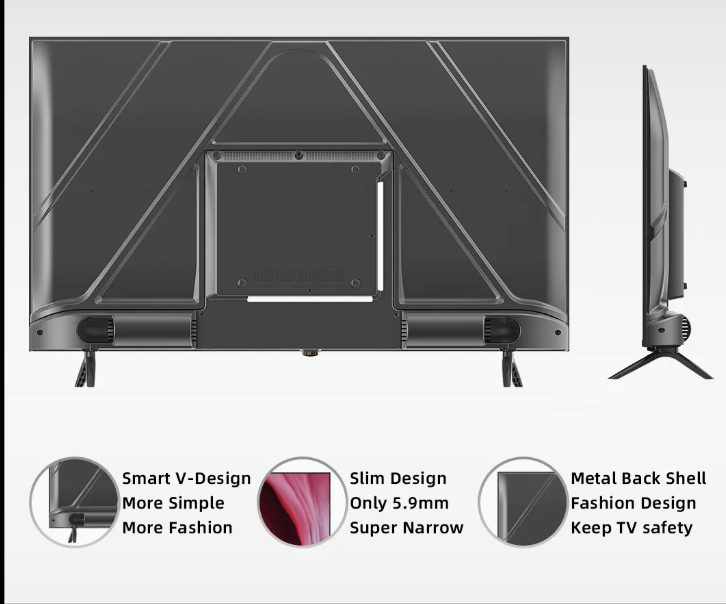 Smart V-Design
More Simple
More Fashion
Slim Design
Only 5.9mm
Super Narrow
Metal Back Shell
Fashion Design
Keep TV safety